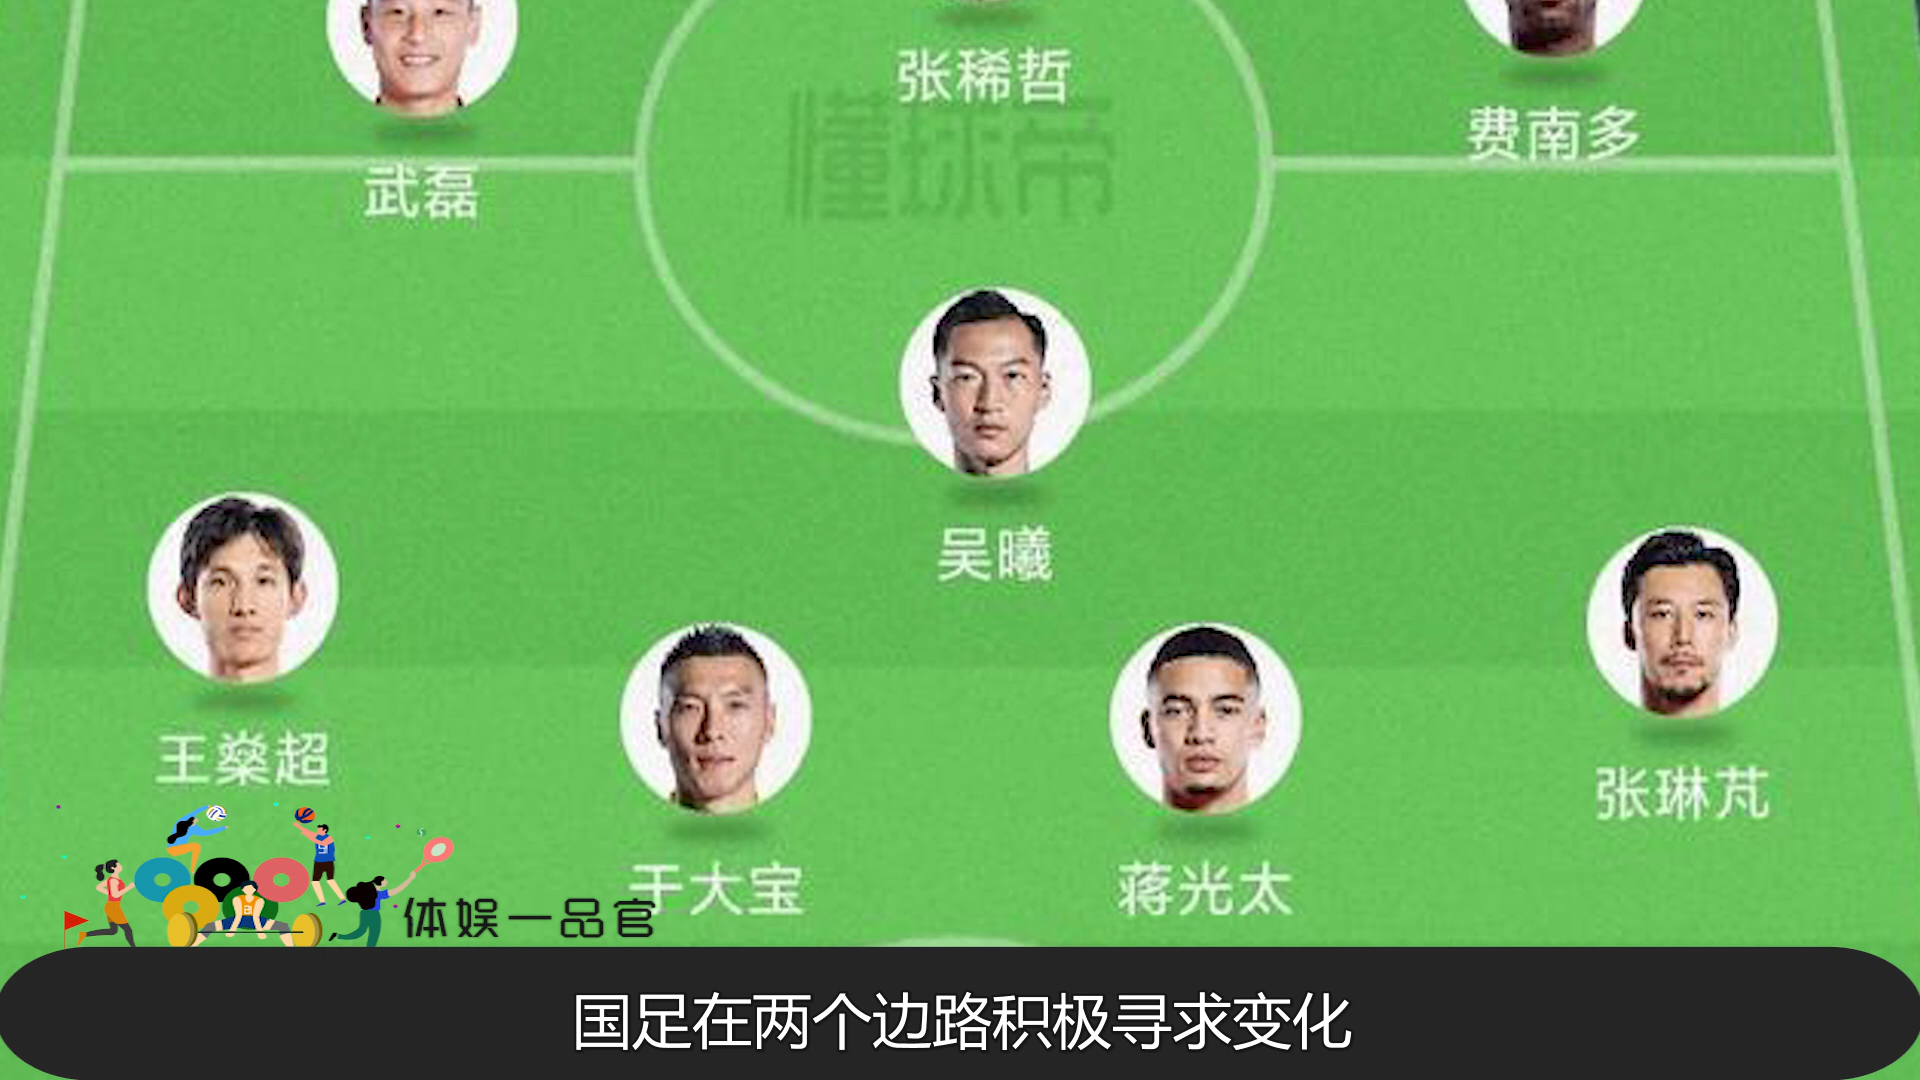 张稀哲
费南多
武磊
懂球帝
吴曦
王燊超
张琳芃
于大宝
蒋光太
体娱一品官
国足在两个边路积极寻求变化